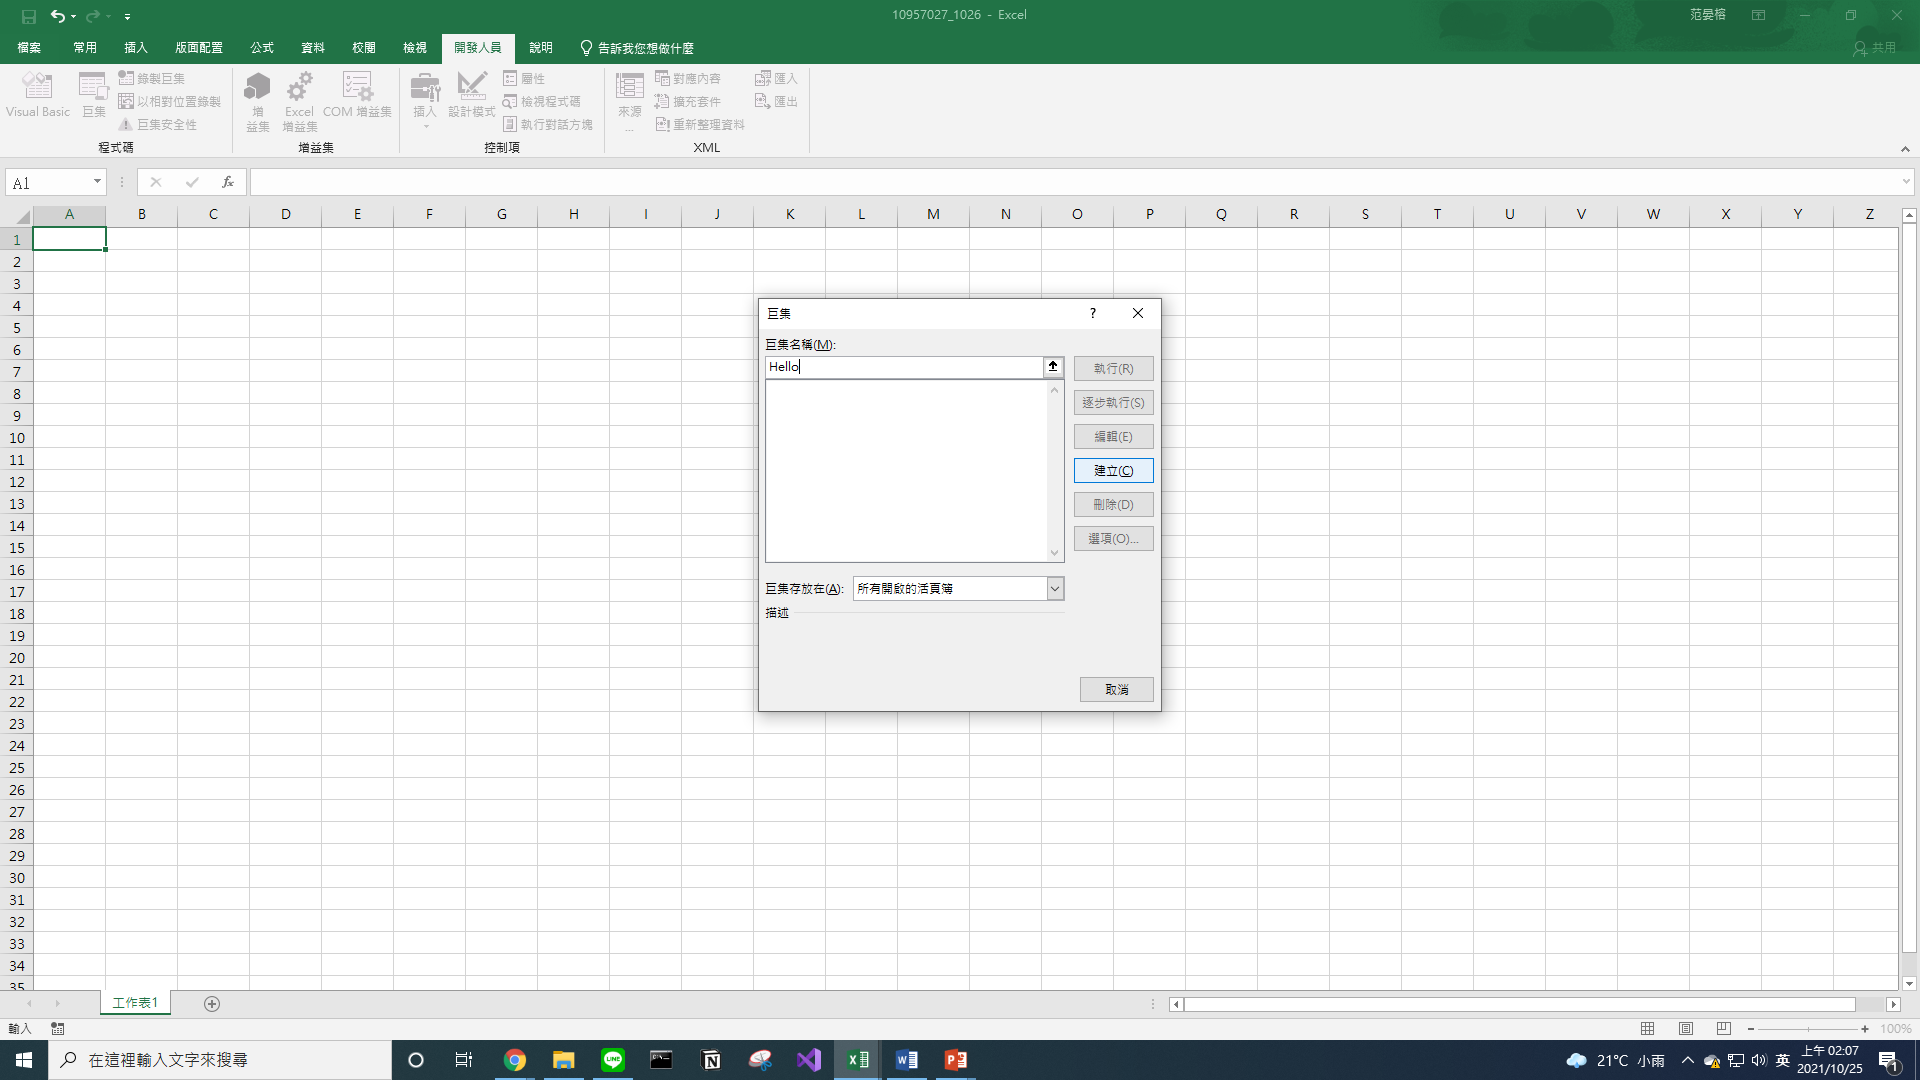 10957027_1026 - Excel
范晏榕
檔案 常用 插入 版面配置 公式 資料 校閱 檢視 開發人員 說明 告訴我您想做什麼 共用
Visual Basic
巨集
錄製巨集
以相對位置錄製
巨集安全性
程式碼
增
益集
Excel
增益集
COM 增益集
增益集
插入
設計模式
屬性
檢視程式碼
執行對話方塊
控制項
來源
...
對應內容
擴充套件
重新整理資料
匯入
匯出
XML
A1
fx
A B C D E F G H I J K L M N O P Q R S T U V W X Y Z
1
2
3
4
5
6
7
8
9
10
11
12
13
14
15
16
17
18
19
20
21
22
23
24
25
26
27
28
29
30
31
32
33
34
35
巨集 ?
巨集名稱(M):
Hello
執行(R)
逐步執行(S)
編輯(E)
建立(C)
刪除(D)
選項(O)...
巨集存放在(A): 所有開啟的活頁簿
描述
取消
工作表1
輸入
100%
在這裡輸入文字來搜尋
LINE
21°C 小雨
英
上午 02:07
2021/10/25
1